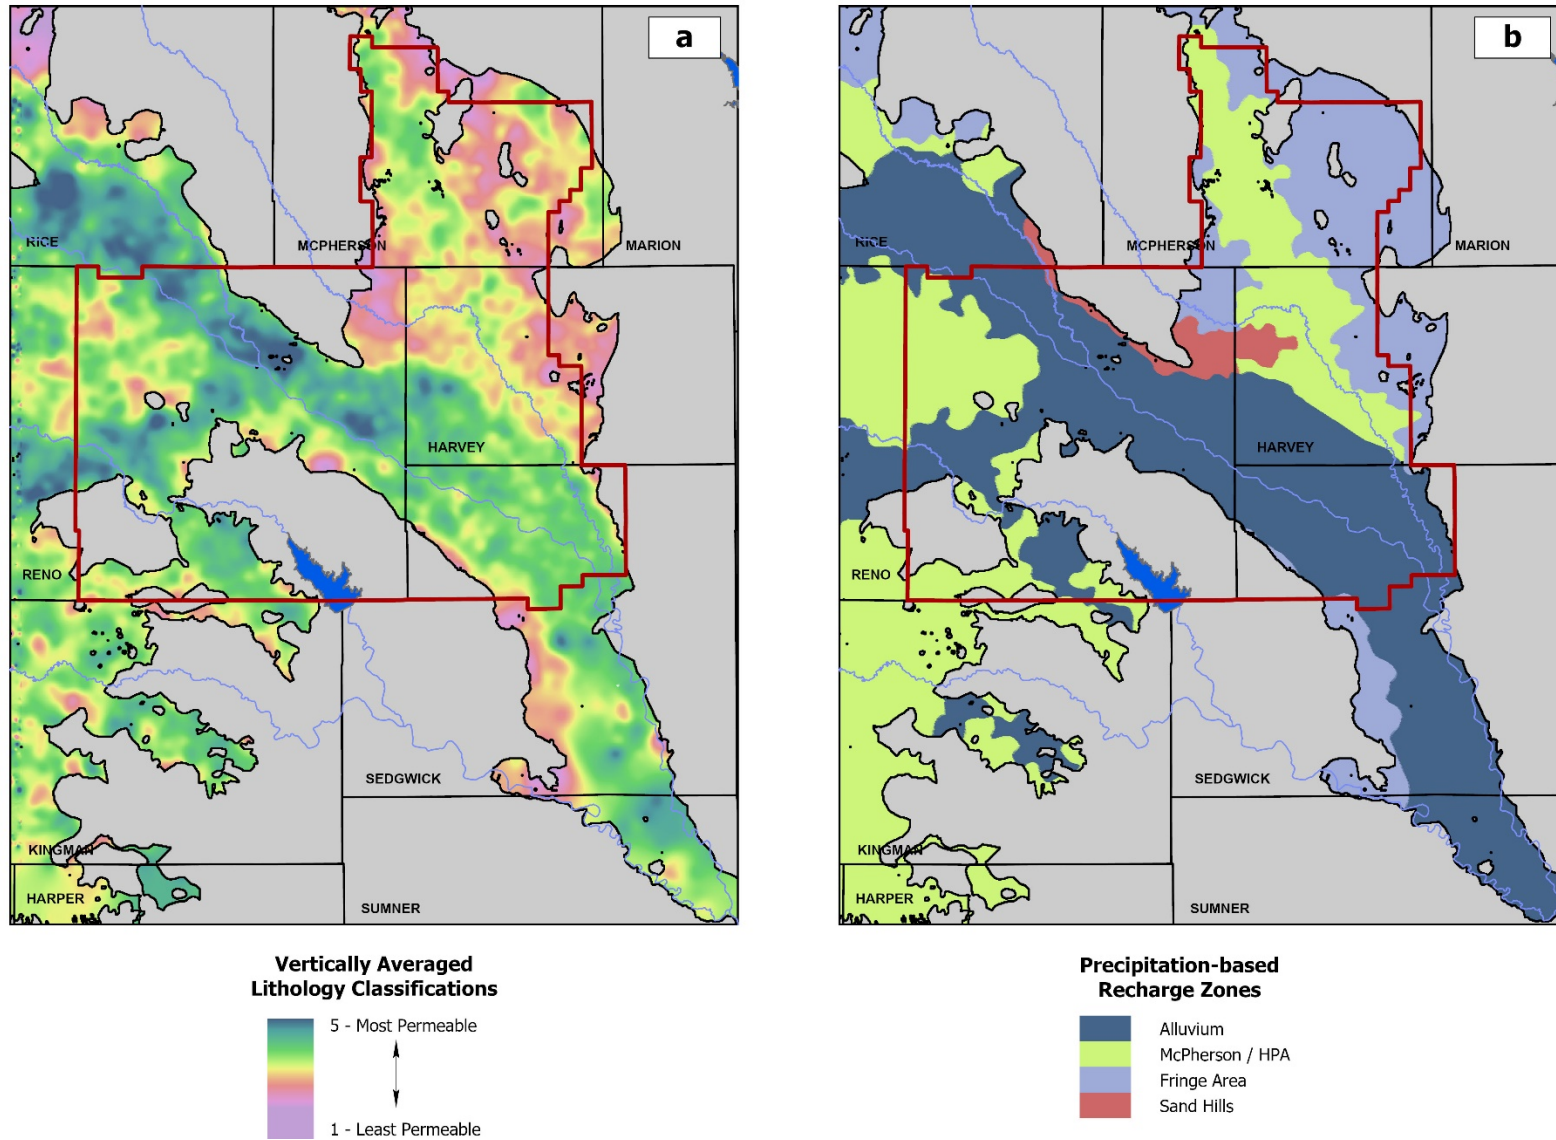 a
RICE
MCPHERSON
MARION
HARVEY
RENO
SEDGWICK
KINGMAN
HARPER
SUMNER
Vertically Averaged
Lithology Classifications
5 - Most Permeable
1 - Least Permeable
b
RICE
MCPHERSON
MARION
HARVEY
RENO
SEDGWICK
KINGMAN
HARPER
SUMNER
Precipitation-based
Recharge Zones
Alluvium
McPherson / HPA
Fringe Area
Sand Hills